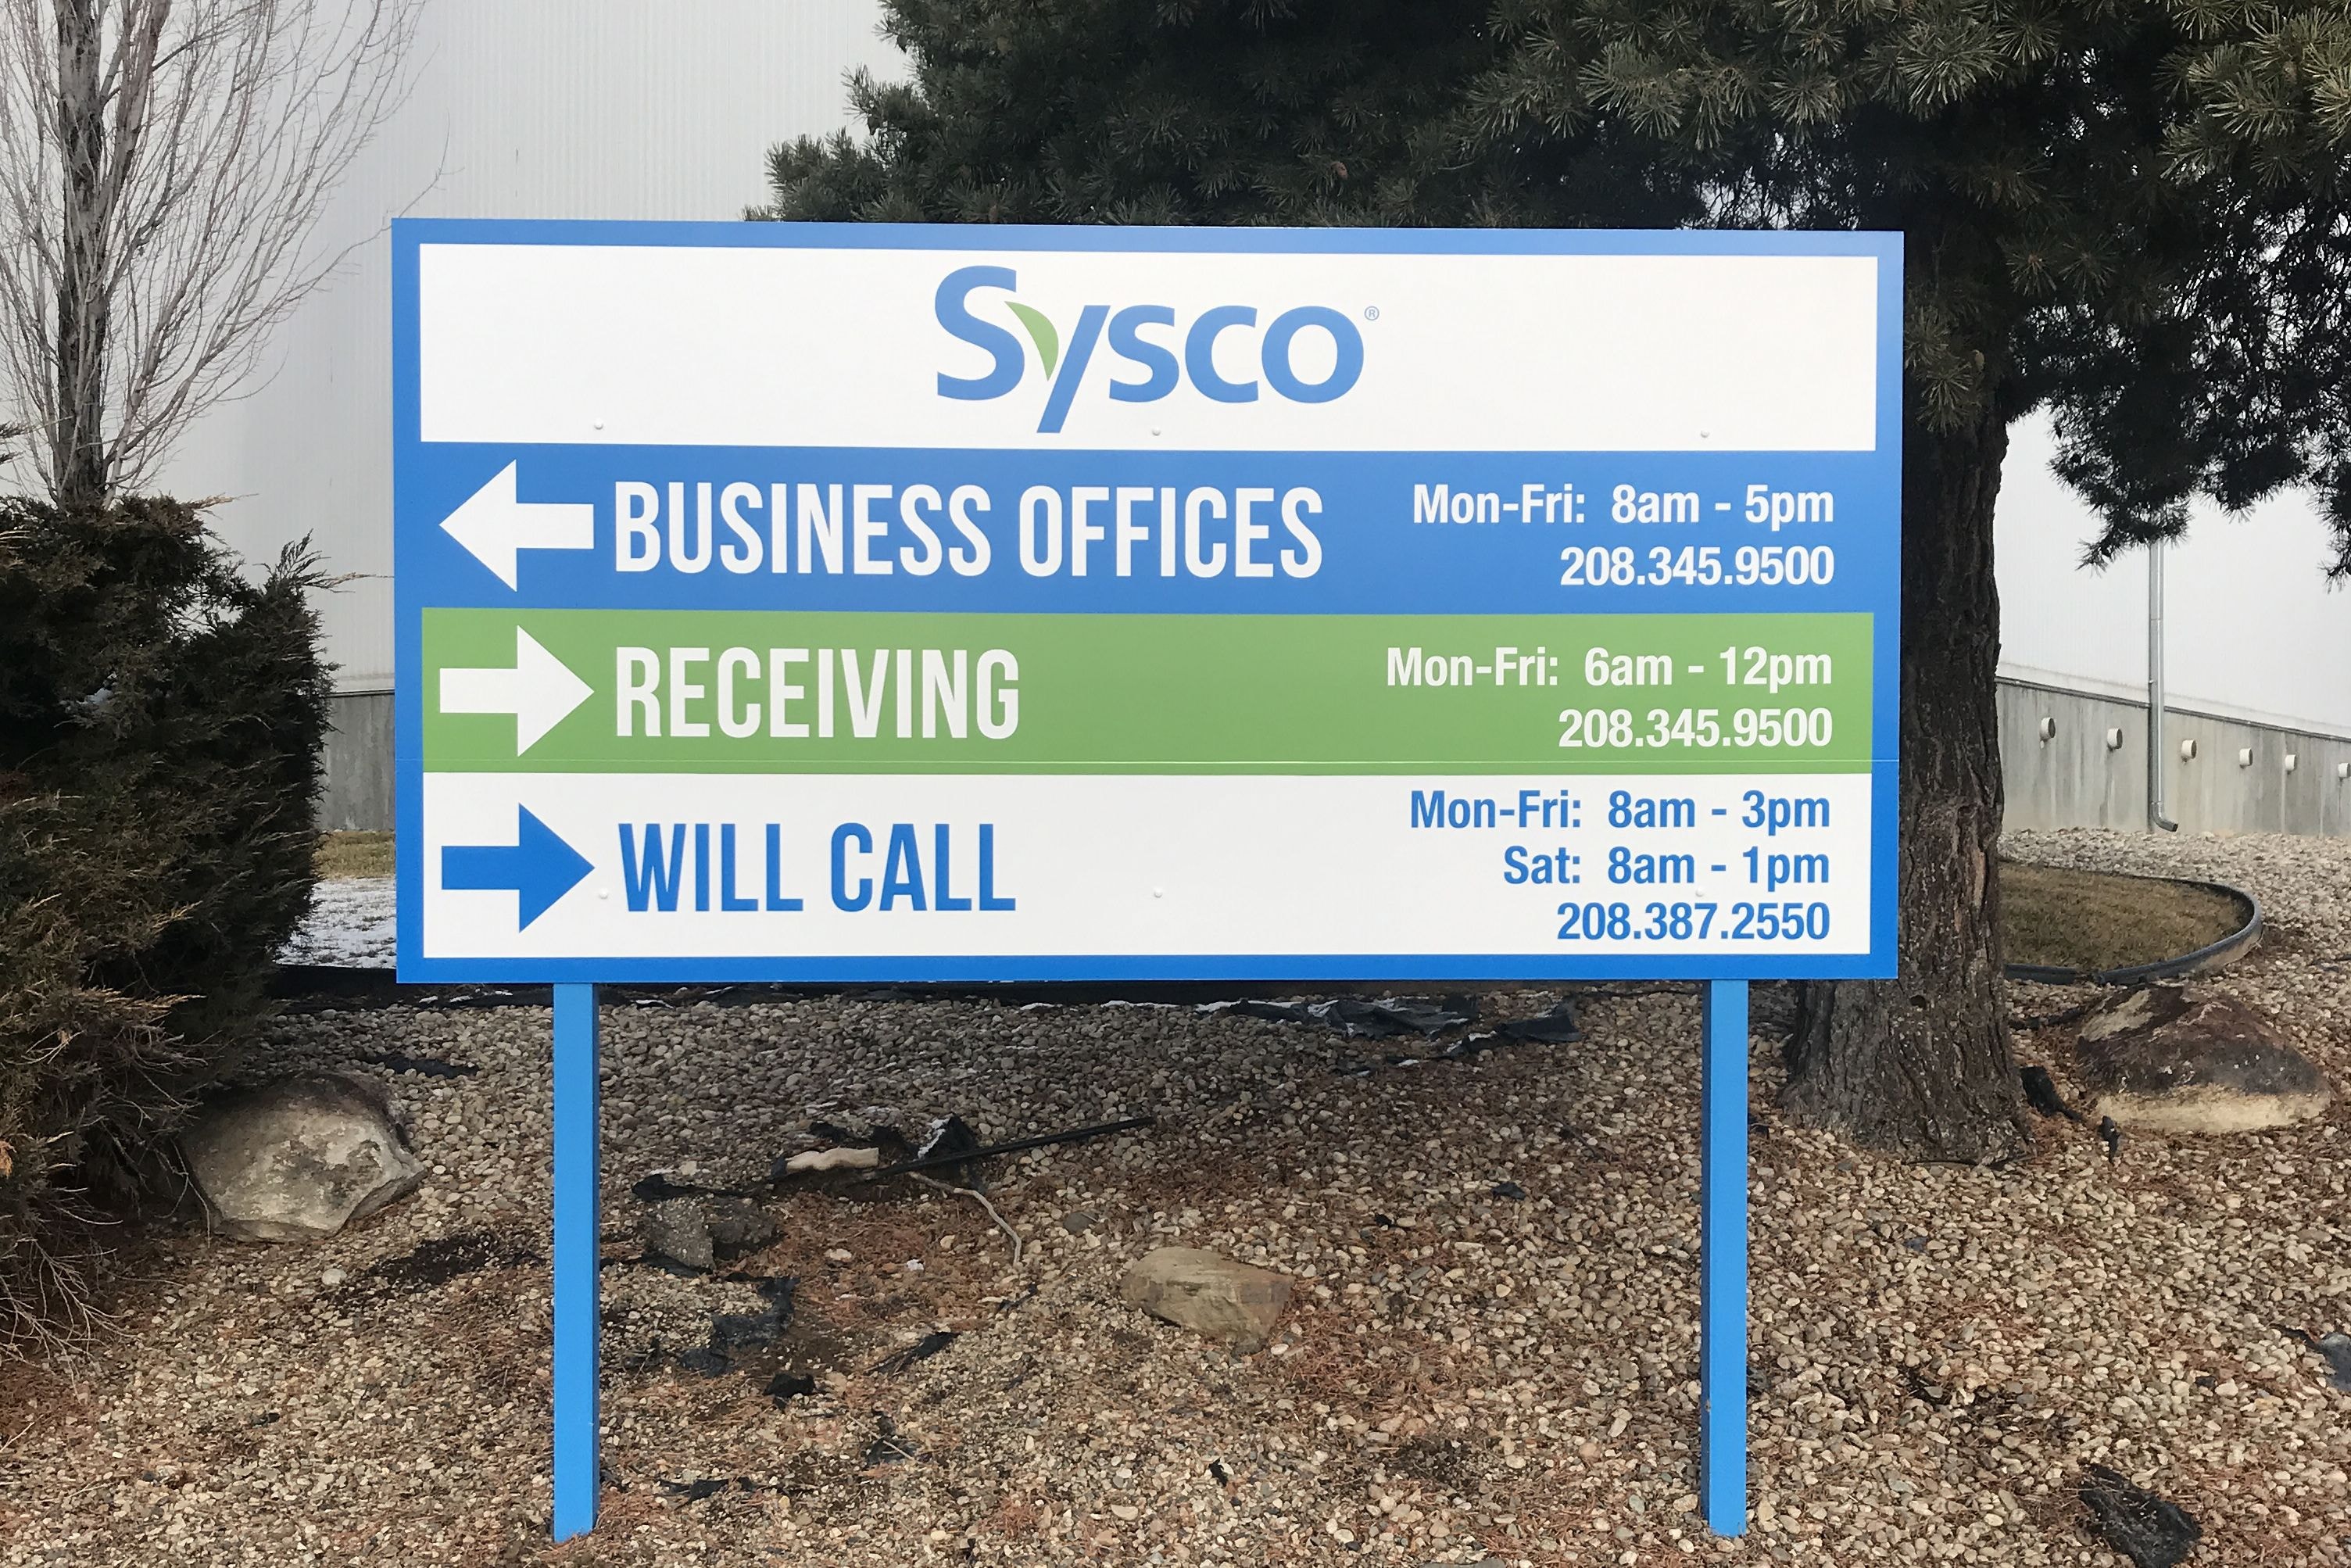 Sysco®
BUSINESS OFFICES
Mon-Fri: 8am - 5pm
208.345.9500
RECEIVING
Mon-Fri: 6am - 12pm
208.345.9500
WILL CALL
Mon-Fri: 8am - 3pm
Sat: 8am - 1pm
208.387.2550